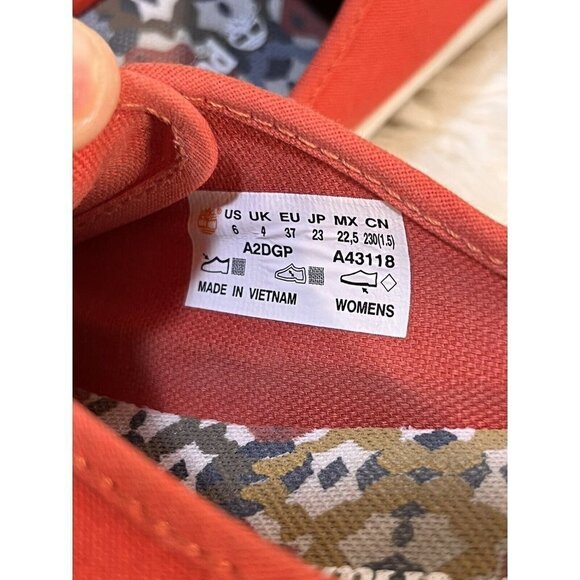 US UK EU JP MX CN
6 4 37 23 22,5 230(1.5)
A2DGP A43118
MADE IN VIETNAM WOMENS